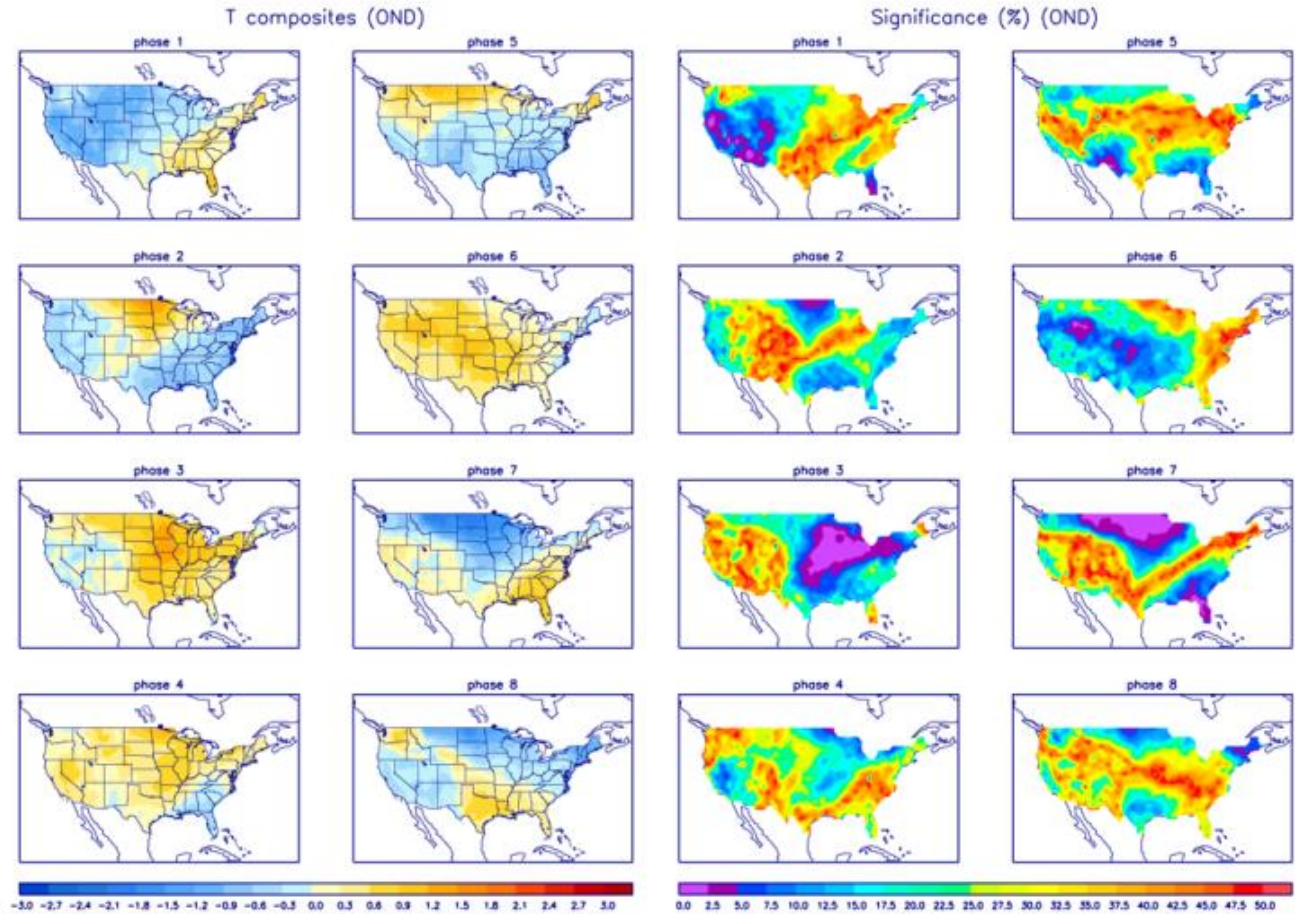 T composites (OND)
Significance (%) (OND)
phase 1
phase 5
phase 1
phase 5
phase 2
phase 6
phase 2
phase 6
phase 3
phase 7
phase 3
phase 7
phase 4
phase 8
phase 4
phase 8
-3.0 -2.7 -2.4 -2.1 -1.8 -1.5 -1.2 -0.9 -0.6 -0.3 0.0 0.3 0.6 0.9 1.2 1.5 1.8 2.1 2.4 2.7 3.0
0.0 2.5 5.0 7.5 10.0 12.5 15.0 17.5 20.0 22.5 25.0 27.5 30.0 32.5 35.0 37.5 40.0 42.5 45.0 47.5 50.0